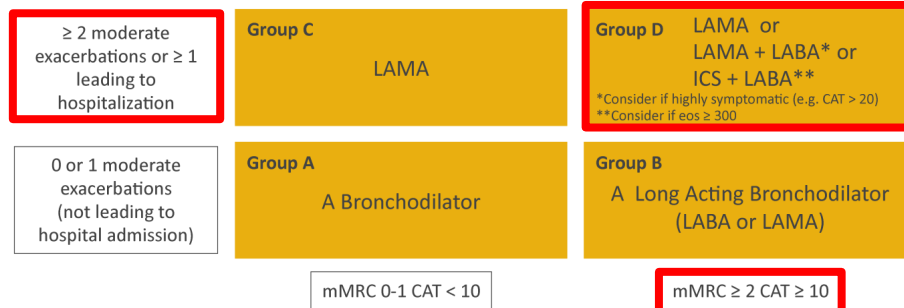 ≥ 2 moderate
exacerbations or ≥ 1
leading to
hospitalization
Group C
LAMA
Group D
LAMA or
LAMA + LABA* or
ICS + LABA**
*Consider if highly symptomatic (e.g. CAT > 20)
**Consider if eos ≥ 300
0 or 1 moderate
exacerbations
(not leading to
hospital admission)
Group A
A Bronchodilator
Group B
A Long Acting Bronchodilator
(LABA or LAMA)
mMRC 0-1 CAT < 10
mMRC ≥ 2 CAT ≥ 10